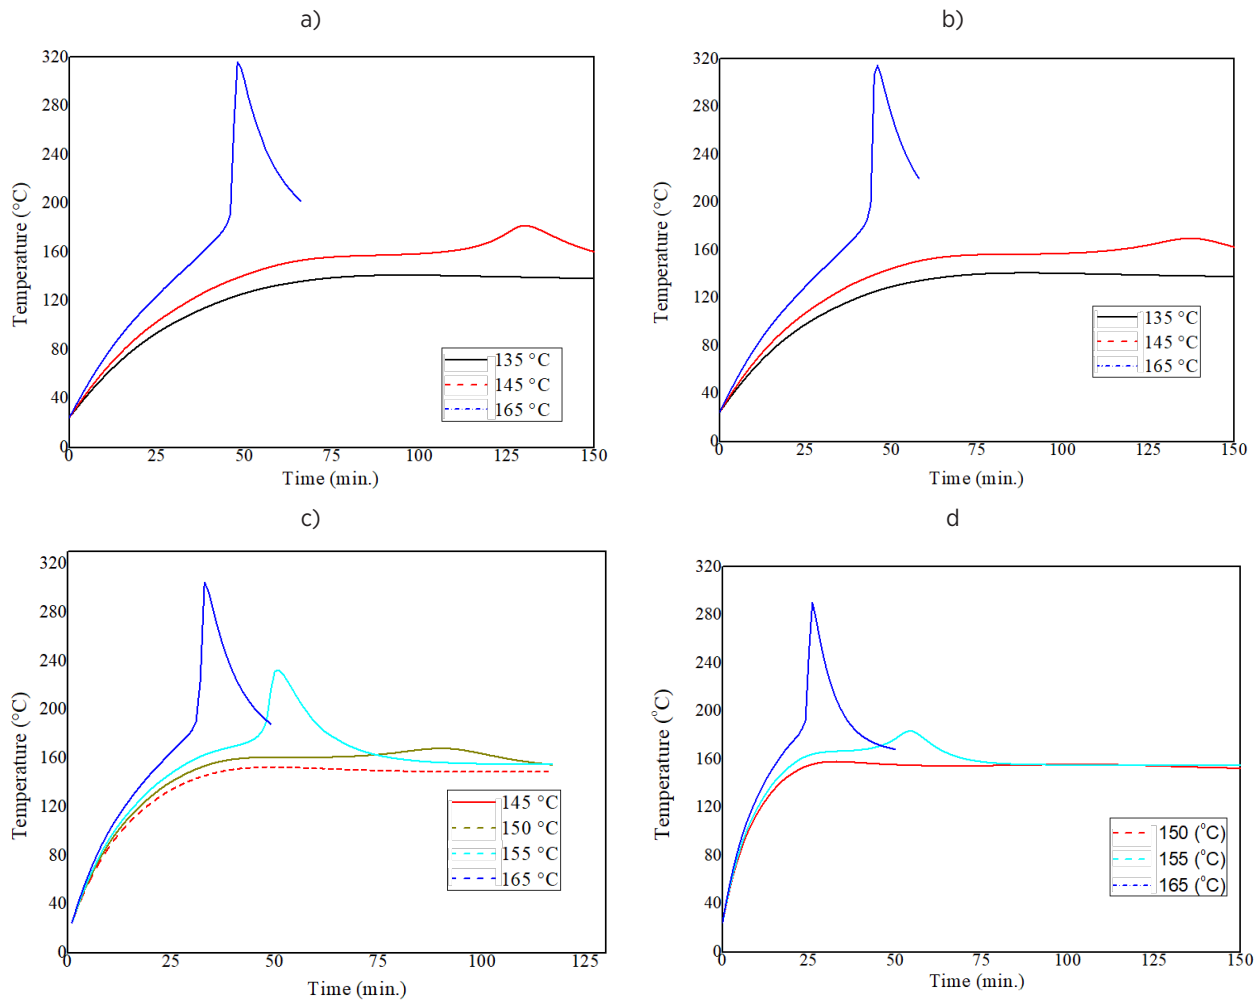 a)
b)
320
280
240
200
160
120
80
40
0
0
25
50
75
100
125
150
Temperature (°C)
Time (min.)
135 °C
145 °C
165 °C
320
280
240
200
160
120
80
40
0
0
25
50
75
100
125
150
Temperature (°C)
Time (min.)
135 °C
145 °C
165 °C
c)
d
320
280
240
200
160
120
80
40
0
0
25
50
75
100
125
Temperature (°C)
Time (min.)
145 °C
150 °C
155 °C
165 °C
320
280
240
200
160
120
80
40
0
0
25
50
75
100
125
150
Temperature (°C)
Time (min.)
150 (°C)
155 (°C)
165 (°C)